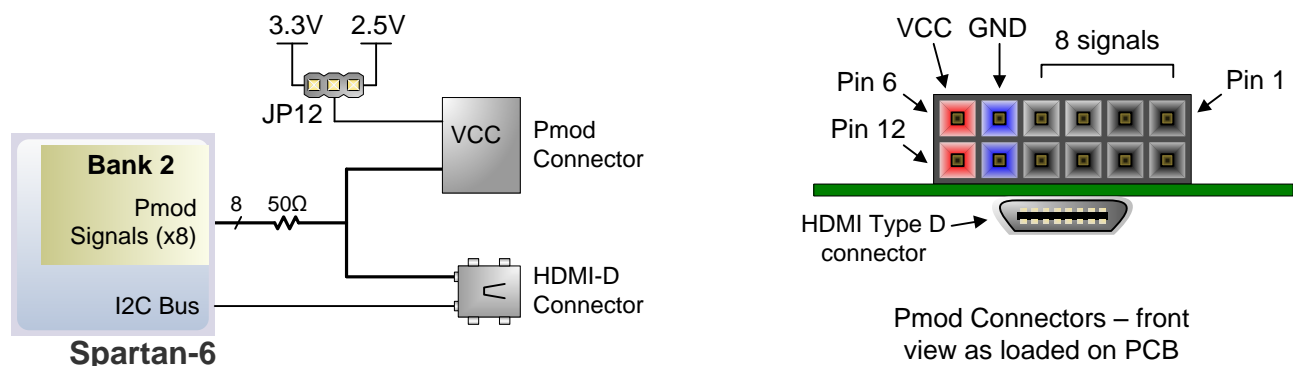 3.3V 2.5V
JP12
VCC
Pmod
Connector
Bank 2
Pmod
Signals (x8)
8
50Ω
HDMI-D
Connector
I2C Bus
Spartan-6
VCC GND
8 signals
Pin 6
Pin 1
Pin 12
HDMI Type D
connector
Pmod Connectors – front
view as loaded on PCB